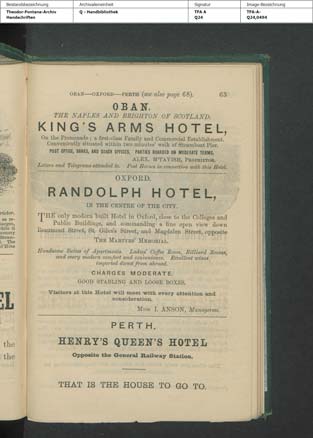 Bestandsbezeichnung Archivaleinheit Signatur Image-Bezeichnung
Theodor-Fontane-Archiv Q - Handbibliothek TFA A TFA-A-
Handschriften Q24 Q24,0494
OBAN—OXFORD—PERTH (see also page 68). 63
OBAN.
THE NAPLES AND BRIGHTON OF SCOTLAND.
KING'S ARMS HOTEL,
On the Promenade; a first-class Family and Commercial Establishment.
Conveniently situated within two minutes' walk of Steamboat Pier.
POST OFFICE, BANKS, AND OTHER OFFICES. PARTIES BOARDED ON MODERATE TERMS.
ALEX. M'TAVISH, PROPRIETOR.
Letters and Telegrams attended to. Post Horses in connection with this Hotel.
OXFORD.
RANDOLPH HOTEL,
IN THE CENTRE OF THE CITY.
THE only modern built Hotel in Oxford, close to the Colleges and
Public Buildings, and commanding a fine open view down
Beaumont Street, St. Giles's Street, and Magdalen Street, opposite
THE MARTYRS' MEMORIAL.
Handsome Suites of Apartments. Ladies' Coffee Room, Billiard Rooms,
and every modern comfort and convenience. Excellent wines
imported direct from abroad.
CHARGES MODERATE.
GOOD STABLING AND LOOSE BOXES.
Visitors at this Hotel will meet with every attention and
consideration.
MISS I. ANSON, Manageress.
PERTH.
HENRY'S QUEEN'S HOTEL
Opposite the General Railway Station.
THAT IS THE HOUSE TO GO TO.
EL
the
the